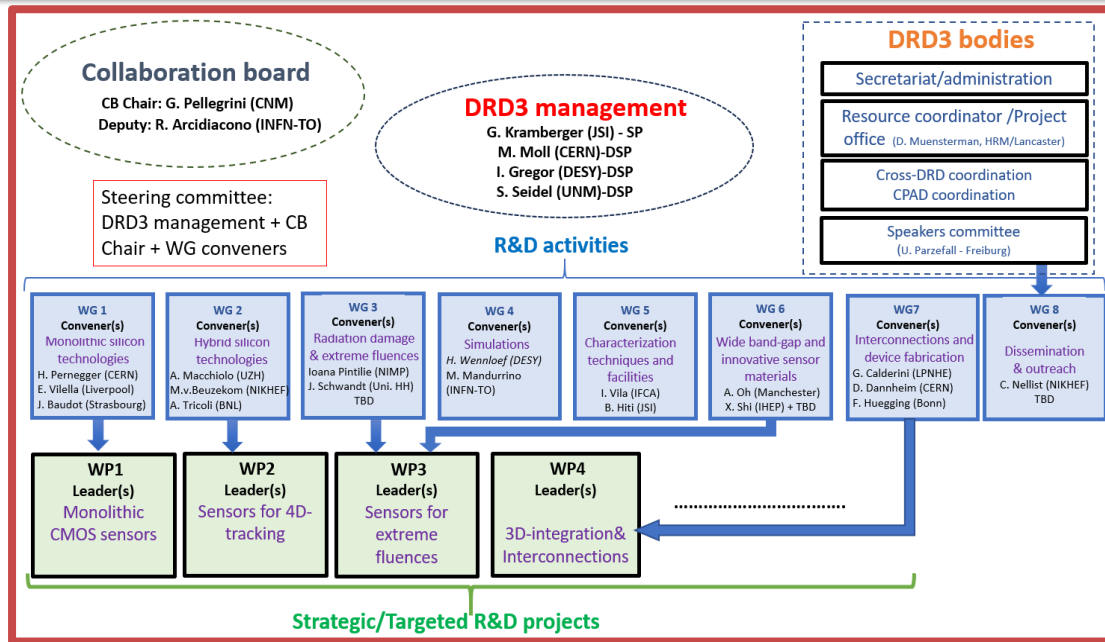 Collaboration board
CB Chair: G. Pellegrini (CNM)
Deputy: R. Arcidiacono (INFN-TO)
DRD3 management
G. Kramberger (JSI) - SP
M. Moll (CERN)-DSP
I. Gregor (DESY)-DSP
S. Seidel (UNM)-DSP
DRD3 bodies
Secretariat/administration
Resource coordinator /Project
office (D. Muensterman, HRM/Lancaster)
Cross-DRD coordination
CPAD coordination
Speakers committee
(U. Parzefall - Freiburg)
Steering committee:
DRD3 management + CB
Chair + WG conveners
R&D activities
WG 1
Convener(s)
Monolithic silicon
technologies
H. Pernegger (CERN)
E. Vilella (Liverpool)
J. Baudot (Strasbourg)
WG 2
Convener(s)
Hybrid silicon
technologies
A. Macchiolo (UZH)
M.v.Beuzekom (NIKHEF)
A. Tricoli (BNL)
WG 3
Convener(s)
Radiation damage
& extreme fluences
Ioana Pintilie (NIMP)
J. Schwandt (Uni. HH)
TBD
WG 4
Convener(s)
Simulations
H. Wennloef (DESY)
M. Mandurrino
(INFN-TO)
WG 5
Convener(s)
Characterization
techniques and
facilities
I. Vila (IFCA)
B. Hiti (JSI)
WG 6
Convener(s)
Wide band-gap and
innovative sensor
materials
A. Oh (Manchester)
X. Shi (IHEP) + TBD
WG7
Convener(s)
Interconnections and
device fabrication
G. Calderini (LPNHE)
D. Dannheim (CERN)
F. Huegging (Bonn)
WG 8
Convener(s)
Dissemination
& outreach
C. Nellist (NIKHEF)
TBD
WP1
Leader(s)
Monolithic
CMOS sensors
WP2
Leader(s)
Sensors for 4D-
tracking
WP3
Leader(s)
Sensors for
extreme
fluences
WP4
Leader(s)
3D-integration&
Interconnections
.................................
Strategic/Targeted R&D projects